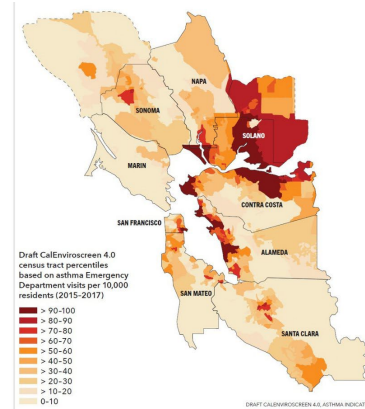 NAPA
SONOMA
SOLANO
MARIN
CONTRA COSTA
SAN FRANCISCO
ALAMEDA
SAN MATEO
SANTA CLARA
Draft CalEnviroscreen 4.0
census tract percentiles
based on asthma Emergency
Department visits per 10,000
residents (2015–2017)
> 90-100
> 80-90
> 70-80
> 60-70
> 50-60
> 40-50
> 30-40
> 20-30
> 10-20
0-10
DRAFT CALENVIROSCREEN 4.0, ASTHMA INDICAT